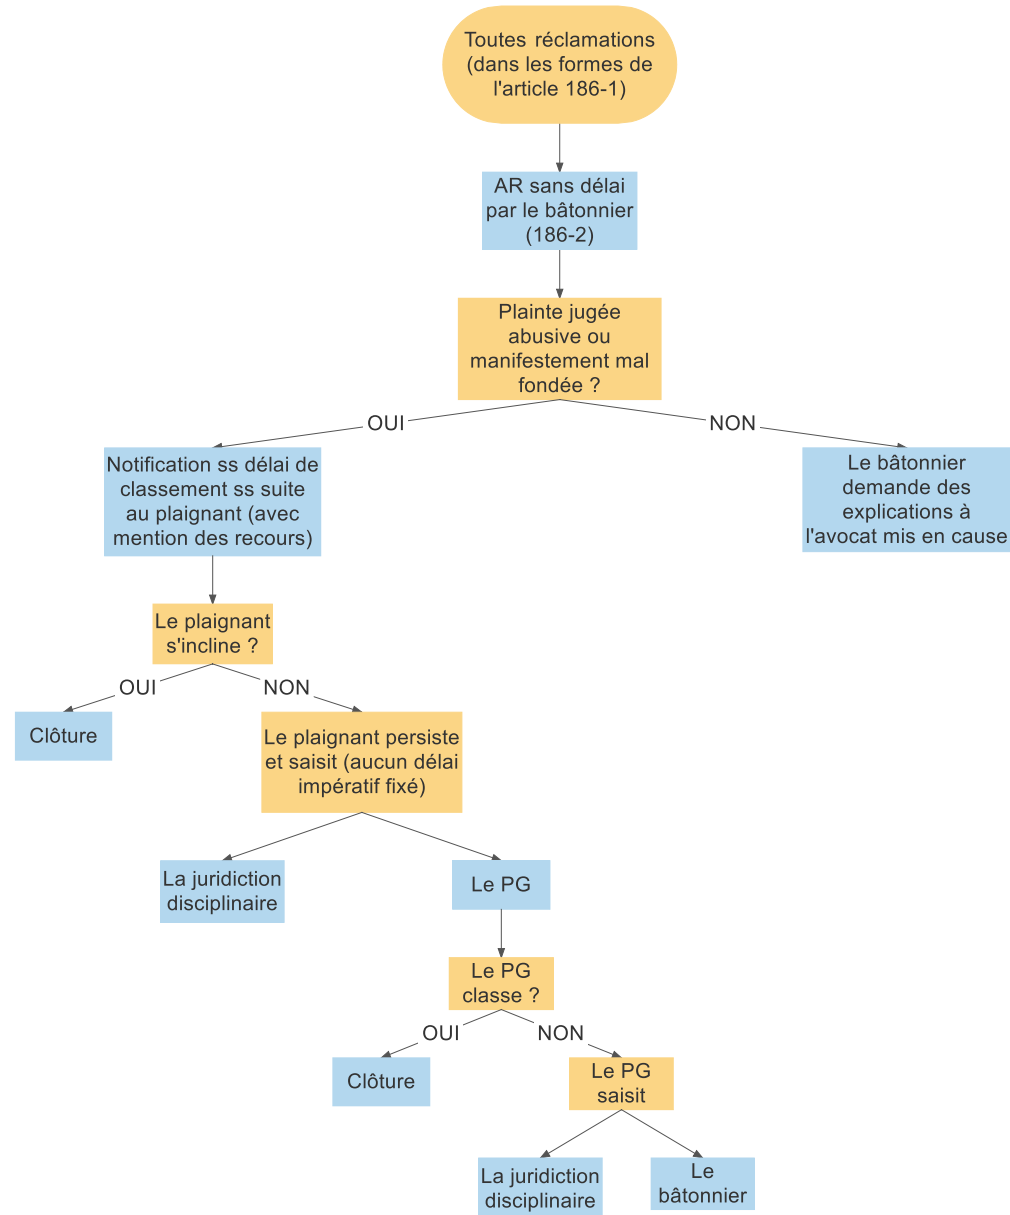 Toutes réclamations
(dans les formes de
l'article 186-1)
AR sans délai
par le bâtonnier
(186-2)
Plainte jugée
abusive ou
manifestement mal
fondée ?
OUI
NON
Notification ss délai de
classement ss suite
au plaignant (avec
mention des recours)
Le bâtonnier
demande des
explications à
l'avocat mis en cause
Le plaignant
s'incline ?
OUI
NON
Clôture
Le plaignant persiste
et saisit (aucun délai
impératif fixé)
La juridiction
disciplinaire
Le PG
Le PG
classe ?
OUI
NON
Clôture
Le PG
saisit
La juridiction
disciplinaire
Le
bâtonnier